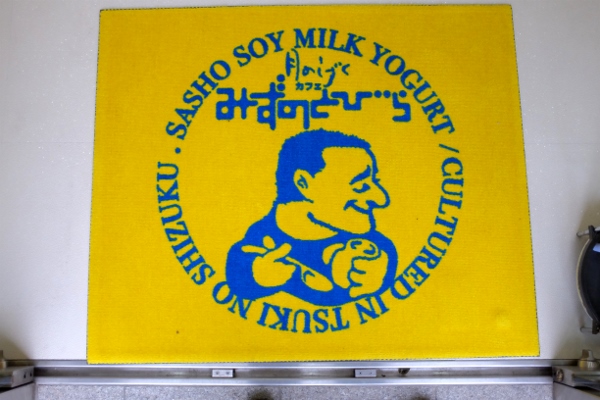 SASHO SOY MILK YOGURT / CULTURED IN TSUKI NO SHIZUKU .
月のしずく
カフェ
みずのとびら